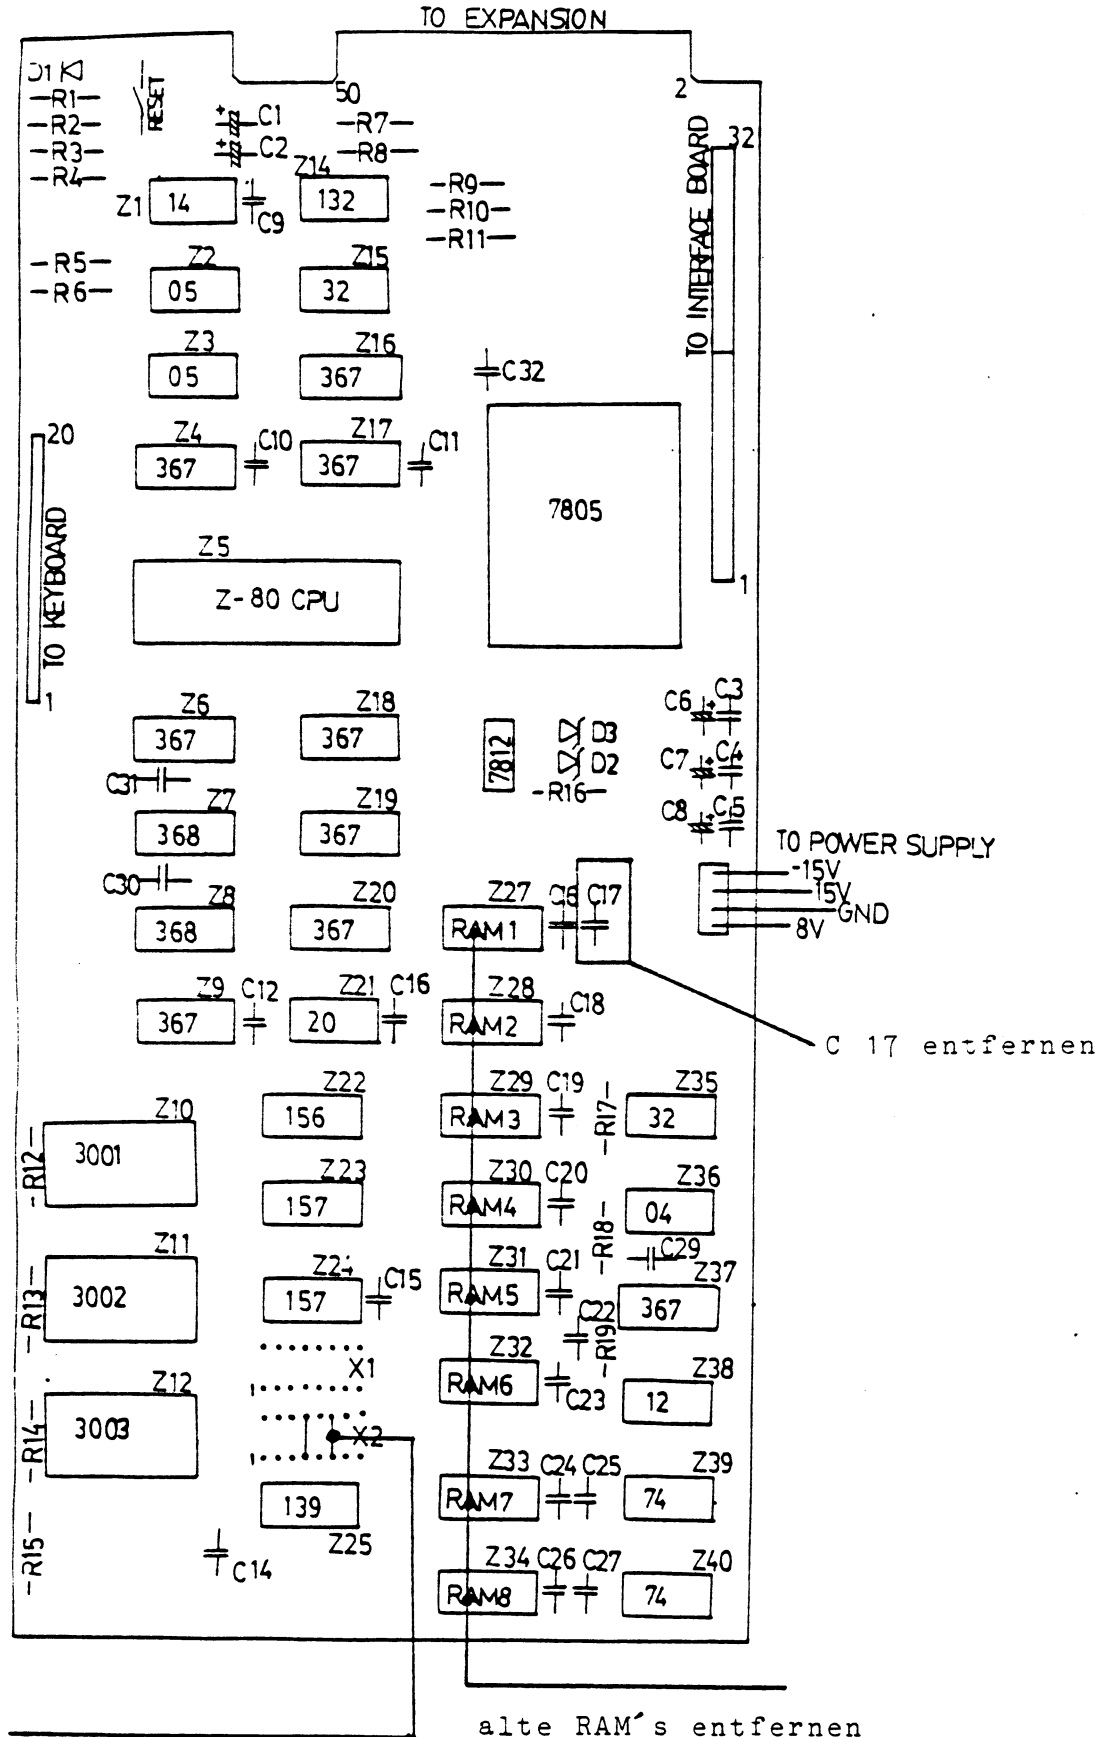 TO EXPANSION
D1
-R1-
RESET
50
2
-R2-
C1
-R7-
32
-R3-
C2
-R8-
-R4-
Z14
Z1
14
C9
132
-R9-
-R10-
-R11-
TO INTERFACE BOARD
-R5-
-R6-
Z2
05
Z15
32
Z3
05
Z16
367
C32
20
Z4
367
C10
Z17
367
C11
7805
TO KEYBOARD
Z5
Z-80 CPU
1
1
Z6
367
Z18
367
7812
D3
D2
-R16-
C6
C3
C7
C4
C8
C5
C31
Z7
368
Z19
367
TO POWER SUPPLY
-15V
15V
GND
8V
C30
Z8
368
Z20
367
Z27
RAM1
C17
Z9
367
C12
Z21
20
C16
Z28
RAM2
C18
C 17 entfernen
Z22
156
Z29
RAM3
C19
-R17-
Z35
32
Z10
3001
-R12-
Z23
157
Z30
RAM4
C20
Z36
04
-R18-
C29
Z11
3002
-R13-
Z24
157
C15
Z31
RAM5
C21
Z37
367
C22
-R19-
X1
1
Z32
RAM6
C23
Z38
12
Z12
3003
-R14-
X2
1
Z33
RAM7
C24
C25
Z39
74
139
Z25
-R15-
C14
Z34
RAM8
C26
C27
Z40
74
alte RAM´s entfernen